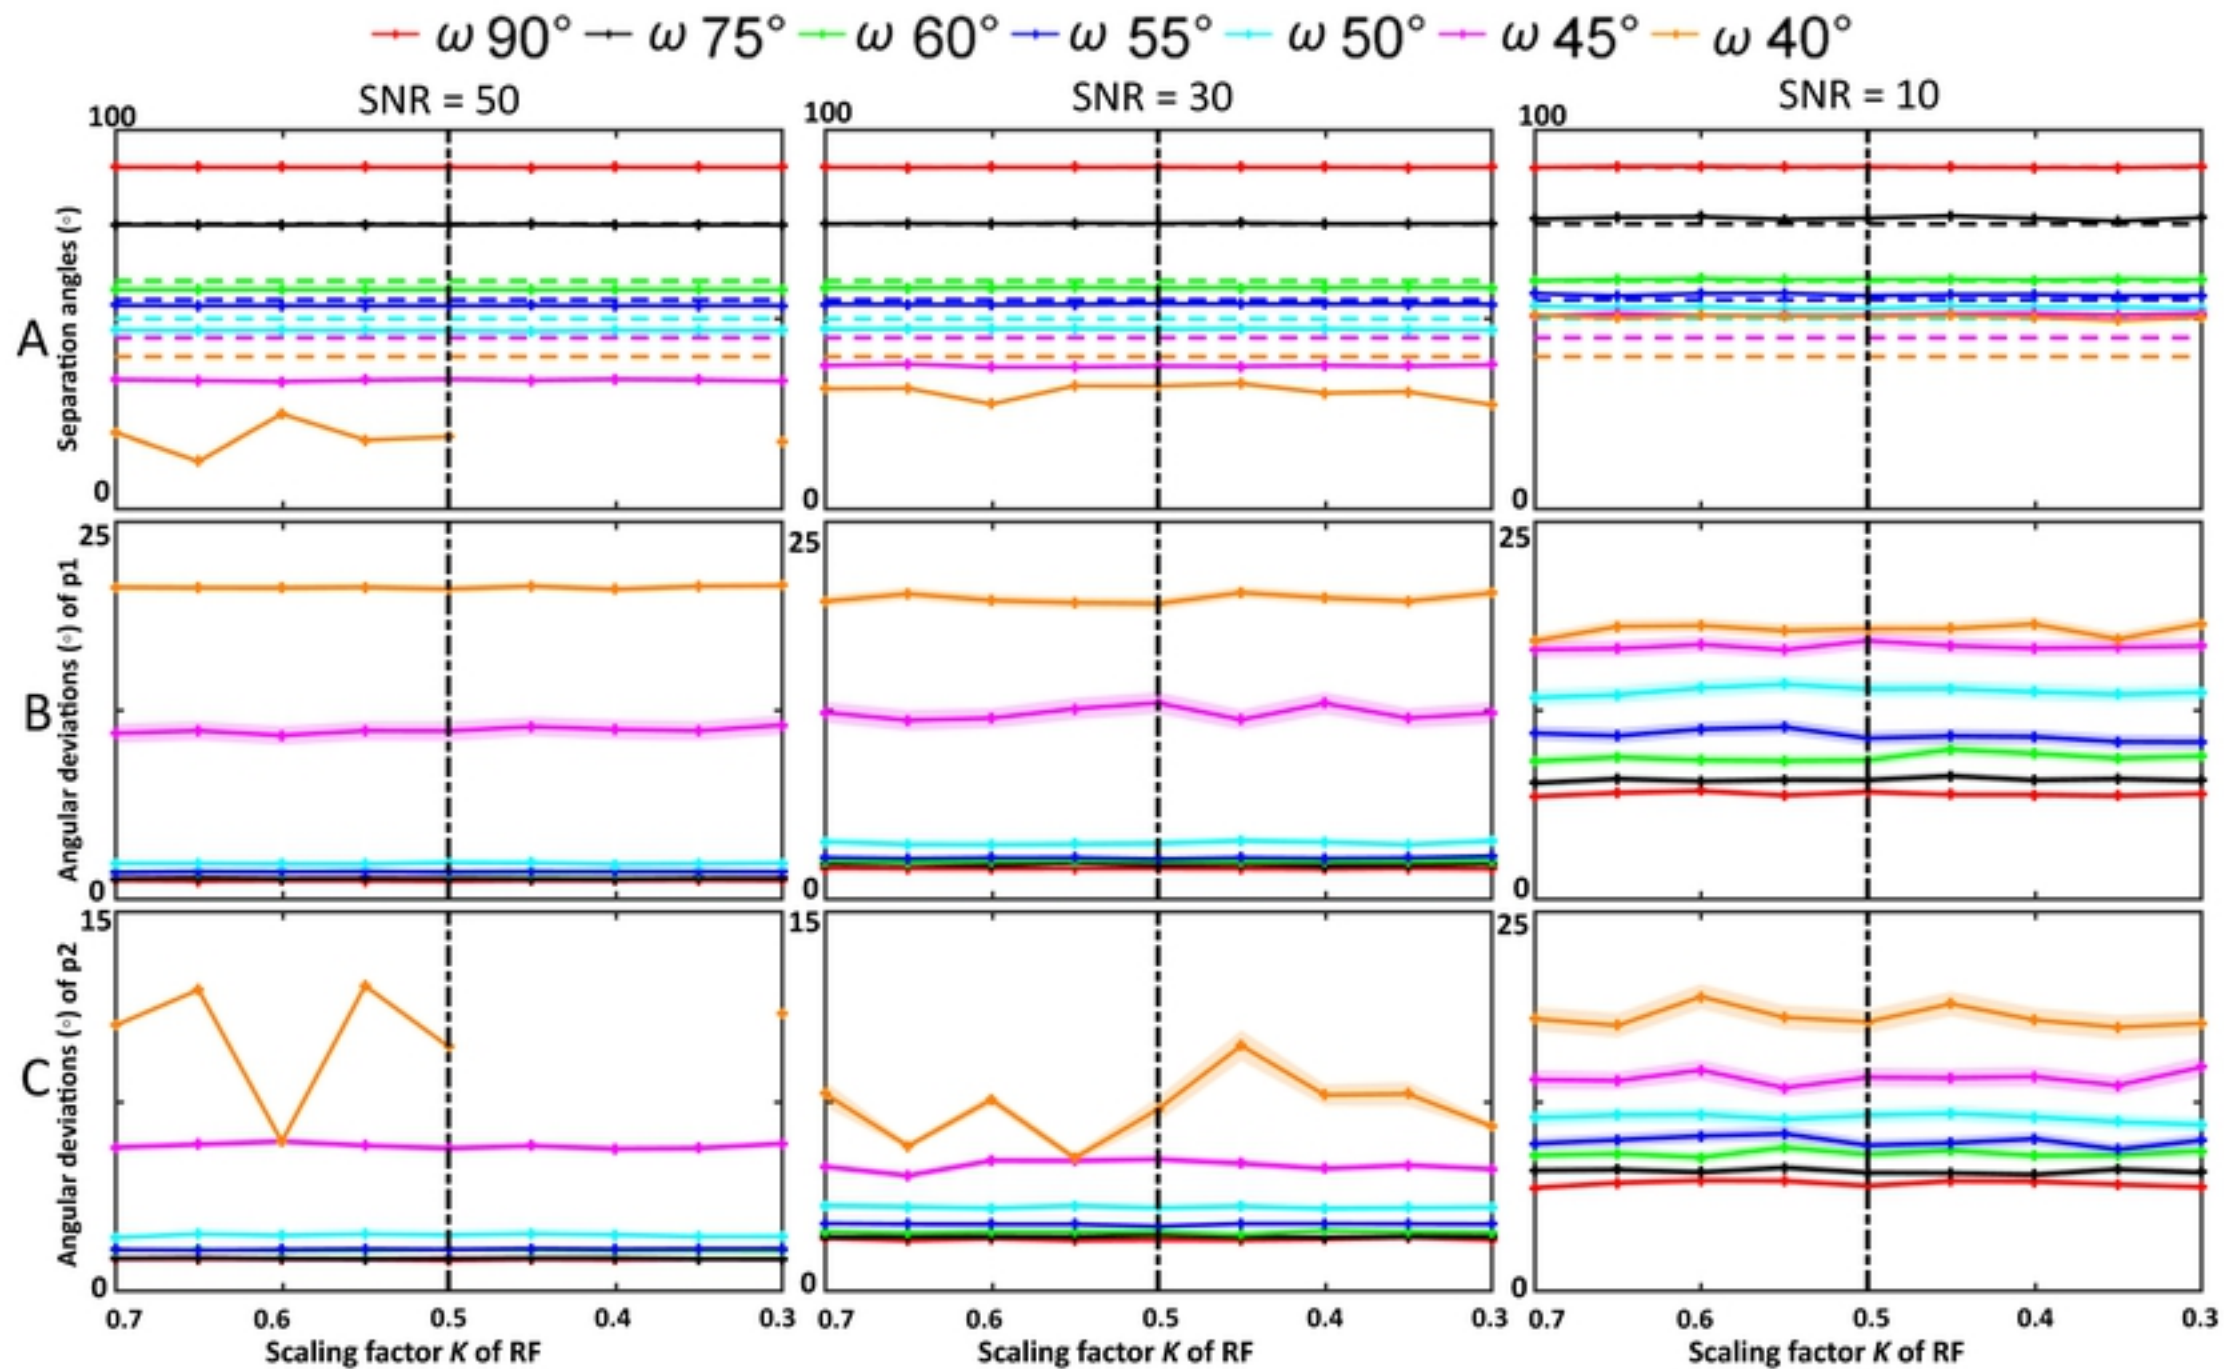 ω 90° ω 75° ω 60° ω 55° ω 50° ω 45° ω 40°
SNR = 50 SNR = 30 SNR = 10
100 100 100
A
Separation angles (°)
0 0 0
25 25 25
B
Angular deviations (°) of p1
0 0 0
15 15 25
C
Angular deviations (°) of p2
0 0 0
0.7 0.6 0.5 0.4 0.3 0.7 0.6 0.5 0.4 0.3 0.7 0.6 0.5 0.4 0.3
Scaling factor K of RF Scaling factor K of RF Scaling factor K of RF